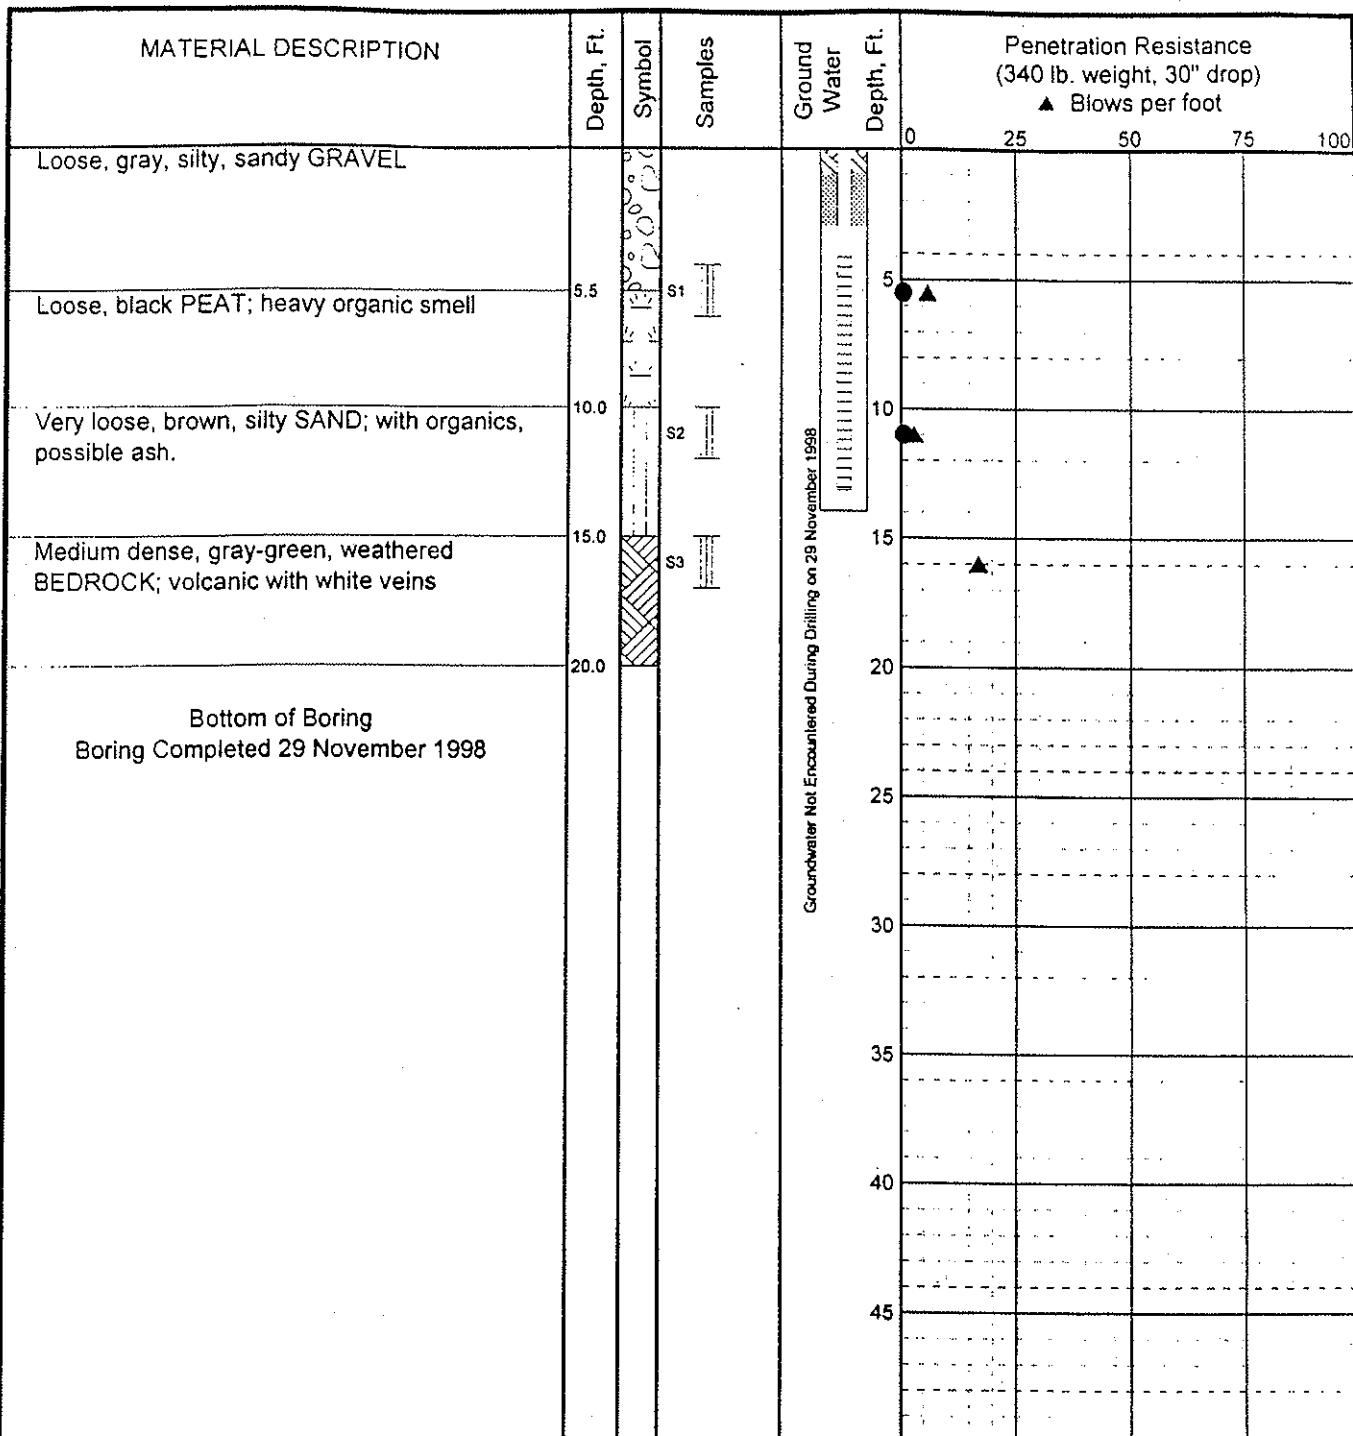 MATERIAL DESCRIPTION
Depth, Ft.
Symbol
Samples
Ground
Water
Depth, Ft.
Penetration Resistance
(340 lb. weight, 30" drop)
▲ Blows per foot
0 25 50 75 100
Loose, gray, silty, sandy GRAVEL
5.5
S1
5
Loose, black PEAT; heavy organic smell
10.0
10
Very loose, brown, silty SAND; with organics,
possible ash.
S2
15.0
15
Medium dense, gray-green, weathered
BEDROCK; volcanic with white veins
S3
20.0
20
Bottom of Boring
Boring Completed 29 November 1998
Groundwater Not Encountered During Drilling on 29 November 1998
25
30
35
40
45